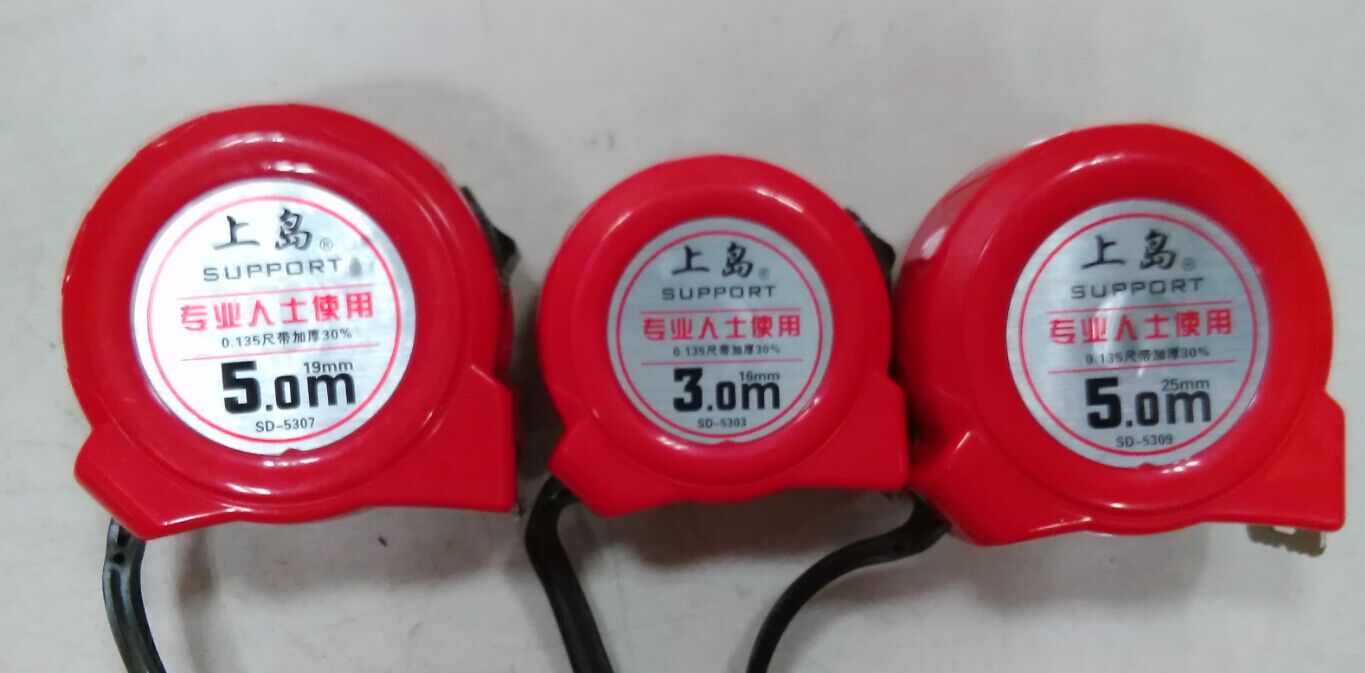 上岛®
SUPPORT
专业人士使用
0.135尺带加厚30%
19mm
5.0m
SD-5307
上岛®
SUPPORT
专业人士使用
0.135尺带加厚30%
16mm
3.0m
SD-5303
上岛®
SUPPORT
专业人士使用
0.135尺带加厚30%
25mm
5.0m
SD-5309